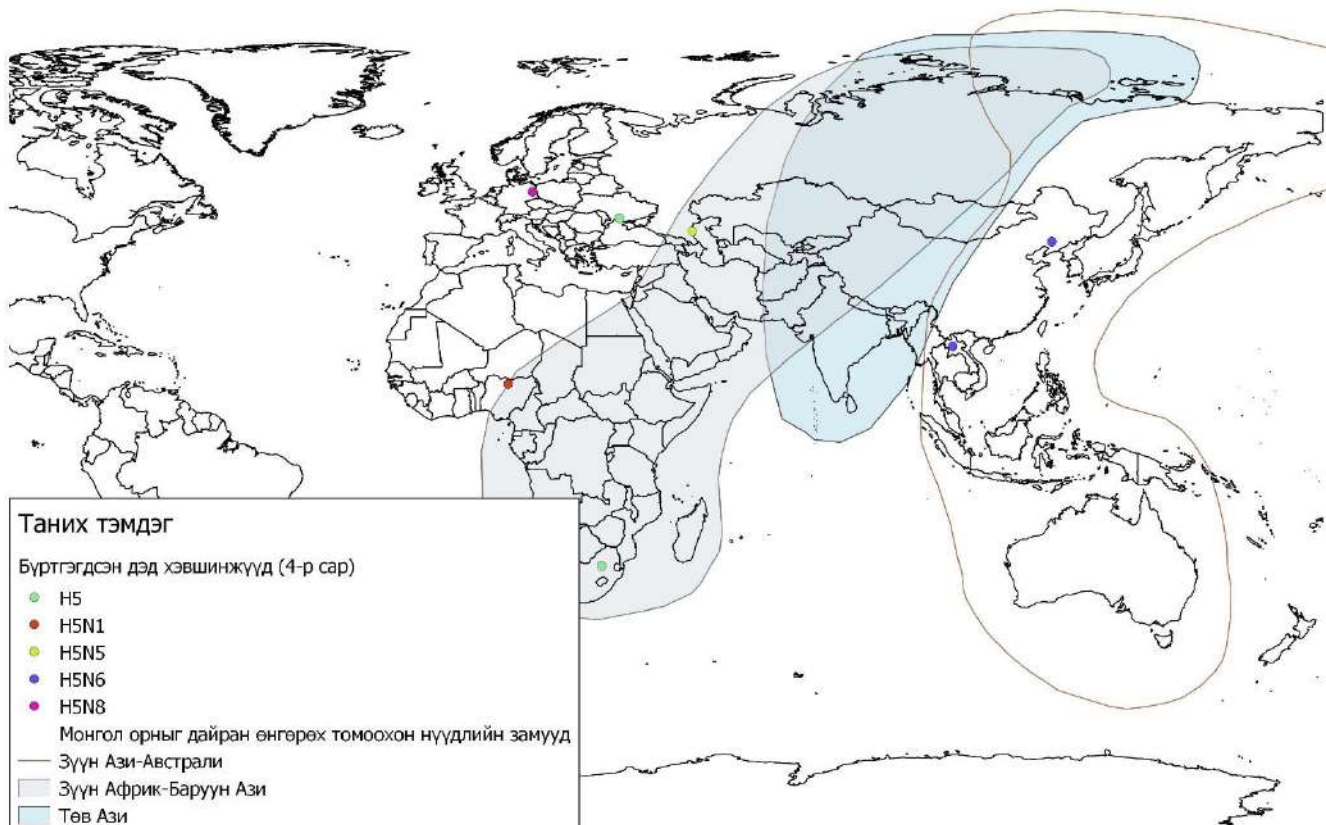 Таних тэмдэг
Бүртгэгдсэн дэд хэвшинжүүд (4-р сар)
H5
H5N1
H5N5
H5N6
H5N8
Монгол орныг дайран өнгөрөх томоохон нүүдлийн замууд
Зүүн Ази-Австрали
Зүүн Африк-Баруун Ази
Төв Ази